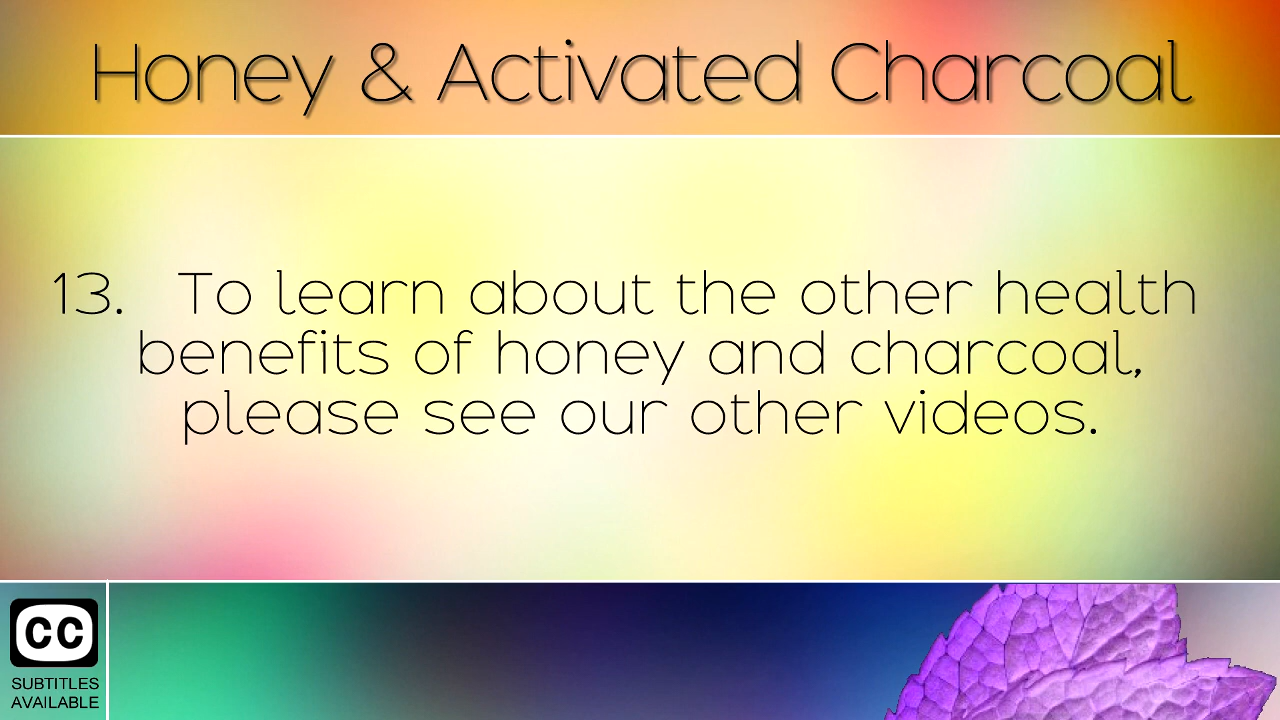 Honey & Activated Charcoal
13. To learn about the other health
benefits of honey and charcoal,
please see our other videos.
CC
SUBTITLES
AVAILABLE